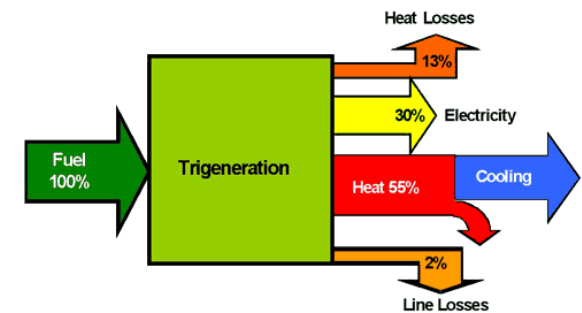 Heat Losses
13%
30%
Electricity
Fuel
100%
Trigeneration
Heat 55%
Cooling
2%
Line Losses